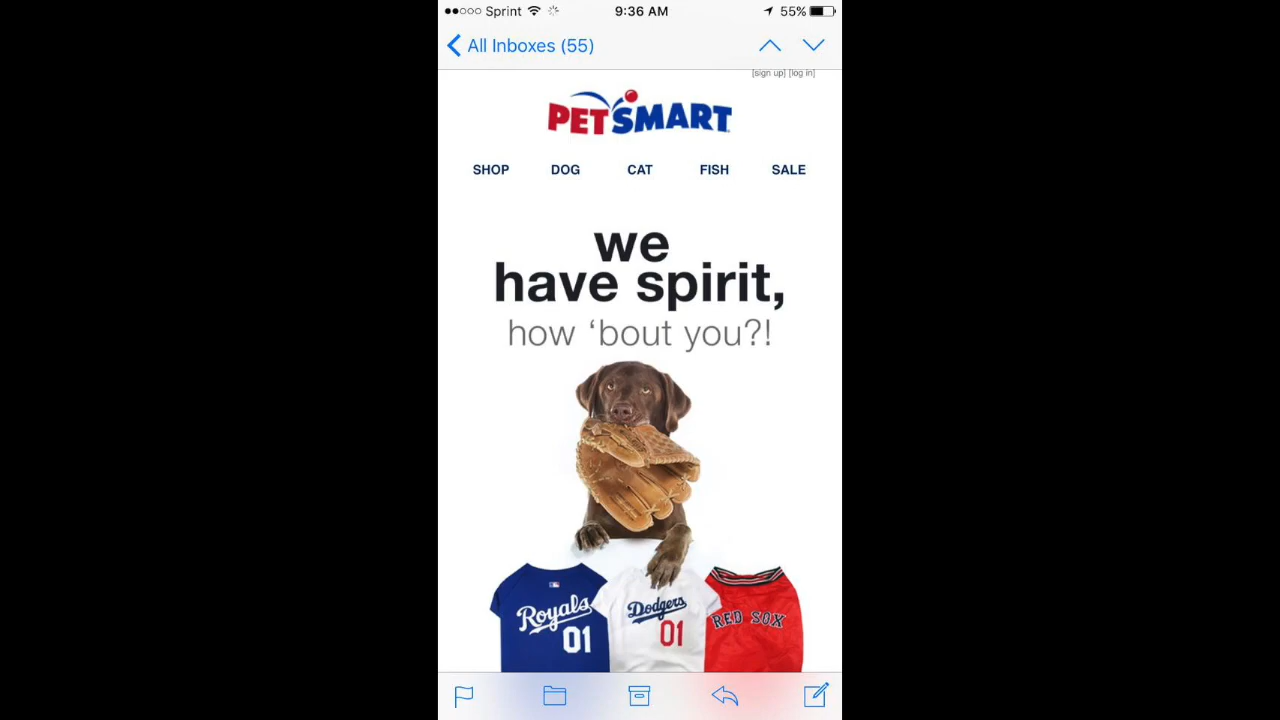 Sprint 9:36 AM 55%
All Inboxes (55)
[sign up] [log in]
PETSMART
SHOP DOG CAT FISH SALE
we
have spirit,
how ‘bout you?!
Royals
01
Dodgers
01
RED SOX